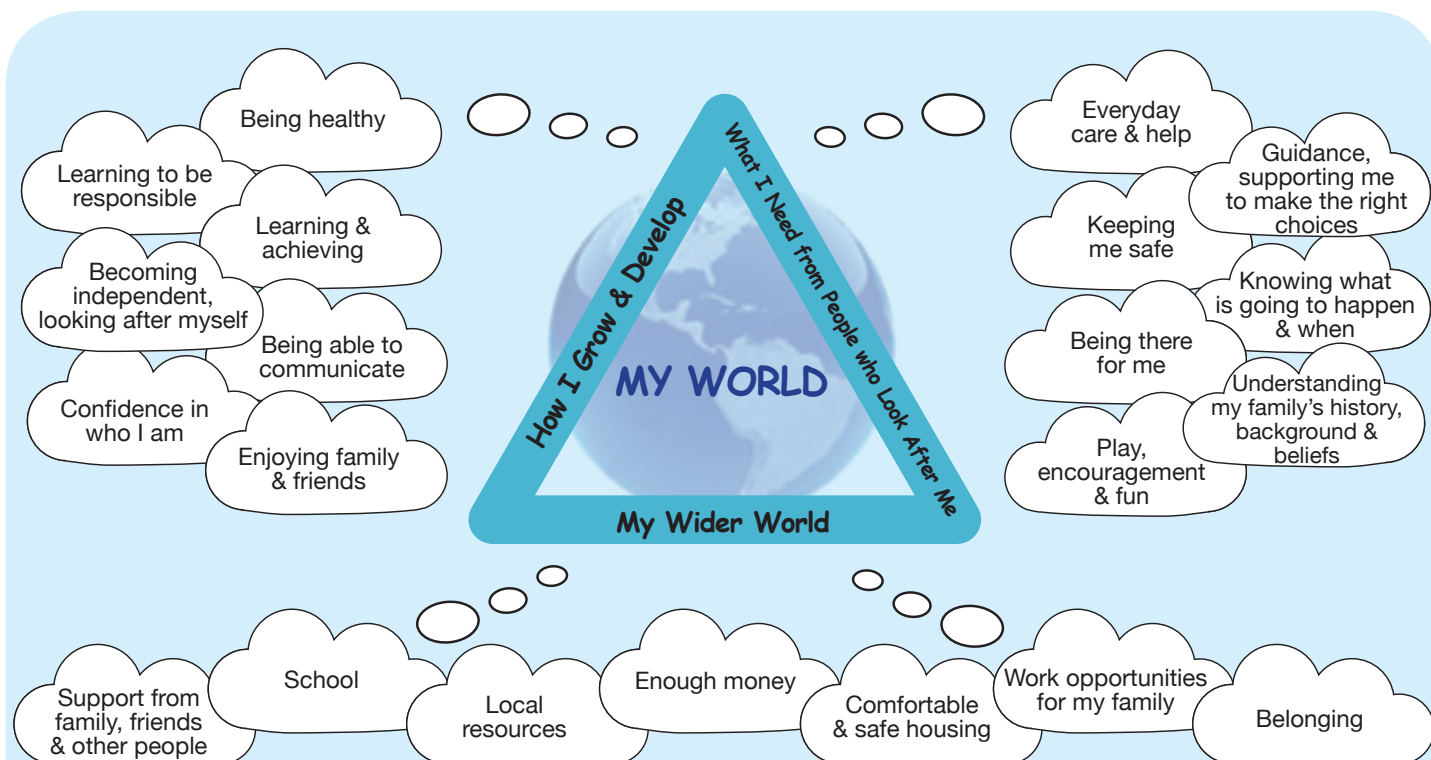 Being healthy
Learning to be
responsible
Learning &
achieving
Becoming
independent,
looking after myself
Being able to
communicate
Confidence in
who I am
Enjoying family
& friends
How I Grow & Develop
What I Need from People who Look After Me
MY WORLD
My Wider World
Everyday
care & help
Guidance,
supporting me
to make the right
choices
Keeping
me safe
Knowing what
is going to happen
& when
Being there
for me
Understanding
my family's history,
background &
beliefs
Play,
encouragement
& fun
Support from
family, friends
& other people
School
Local
resources
Enough money
Comfortable
& safe housing
Work opportunities
for my family
Belonging